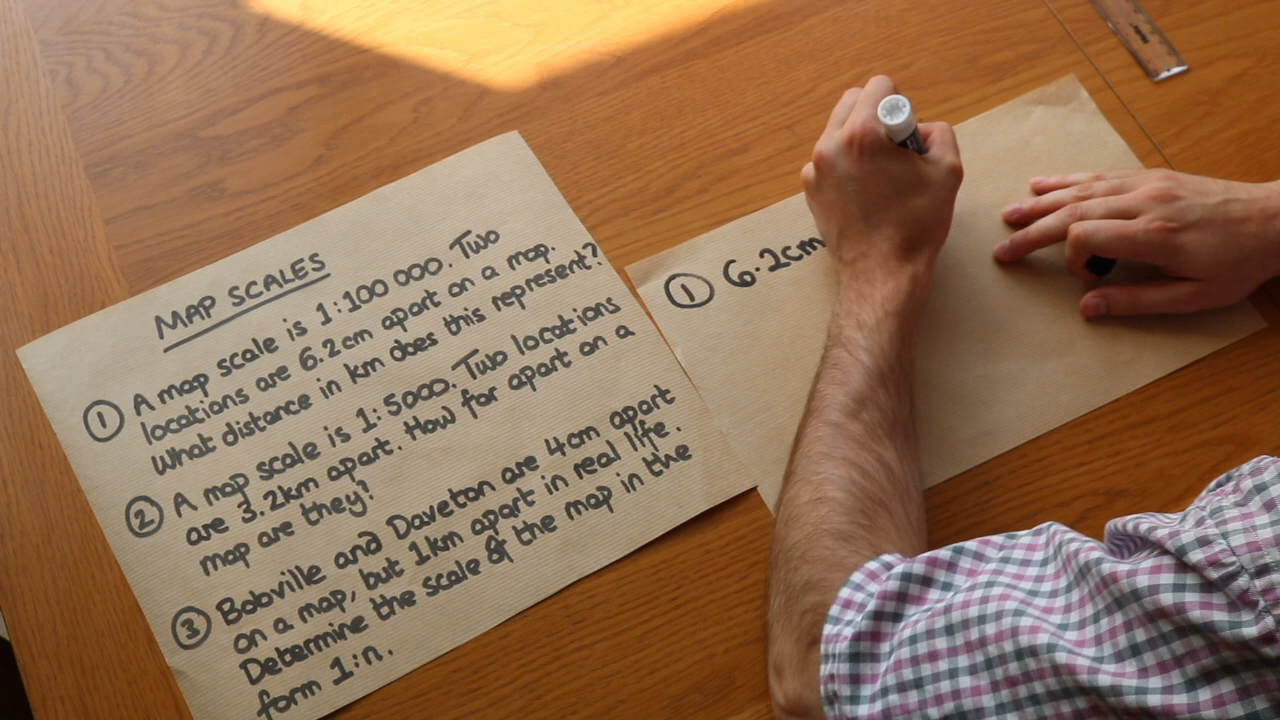 MAP SCALES
① A map scale is 1:100 000. Two
locations are 6.2cm apart on a map.
What distance in km does this represent?
② A map scale is 1:5000. Two locations
are 3.2km apart. How far apart on a
map are they?
③ Bobville and Daveton are 4cm apart
on a map, but 1km apart in real life.
Determine the scale of the map in the
form 1:n.
① 6.2cm